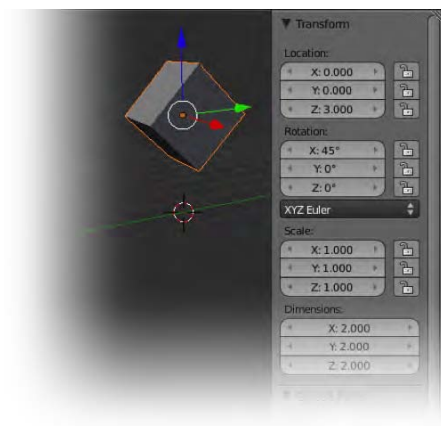 Transform
Location:
X: 0.000
Y: 0.000
Z: 3.000
Rotation:
X: 45°
Y: 0°
Z: 0°
XYZ Euler
Scale:
X: 1.000
Y: 1.000
Z: 1.000
Dimensions:
X: 2.000
Y: 2.000
Z: 2.000